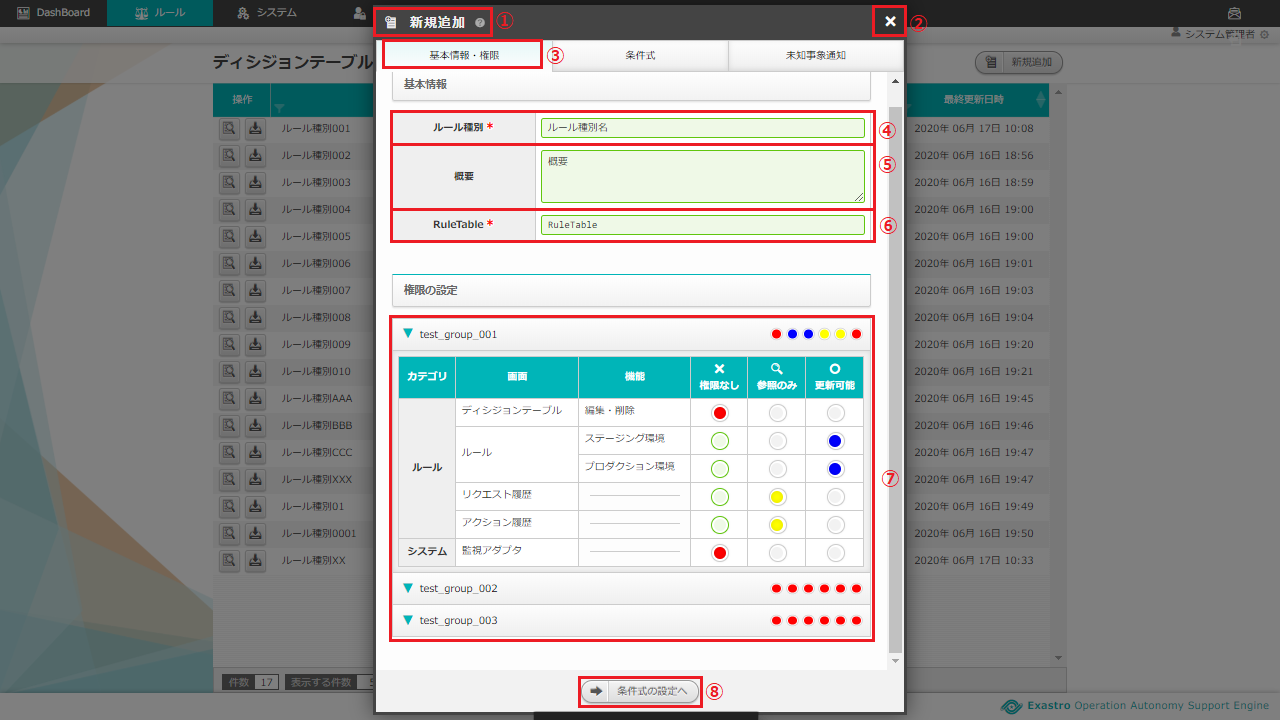 DashBoard
ルール
システム
① 新規追加 ?
②
システム管理者
ディシジョンテーブル
新規追加
③ 基本情報・権限
条件式
未知事象通知
基本情報
操作
最終更新日時
ルール種別 * ルール種別名 ④
概要 概要 ⑤
RuleTable * RuleTable ⑥
ルール種別001 2020年 06月 17日 10:08
ルール種別002 2020年 06月 16日 18:56
ルール種別003 2020年 06月 16日 18:59
ルール種別004 2020年 06月 16日 19:00
ルール種別005 2020年 06月 16日 19:00
ルール種別006 2020年 06月 16日 19:01
ルール種別007 2020年 06月 16日 19:03
ルール種別008 2020年 06月 16日 19:04
ルール種別009 2020年 06月 16日 19:20
ルール種別010 2020年 06月 16日 19:21
ルール種別AAA 2020年 06月 16日 19:45
ルール種別BBB 2020年 06月 16日 19:46
ルール種別CCC 2020年 06月 16日 19:47
ルール種別XXX 2020年 06月 16日 19:47
ルール種別01 2020年 06月 16日 19:49
ルール種別0001 2020年 06月 16日 19:50
ルール種別XX 2020年 06月 17日 10:33
権限の設定
test_group_001
カテゴリ 画面 機能 権限なし 参照のみ 更新可能
ルール ディシジョンテーブル 編集・削除
ルール ステージング環境
プロダクション環境
⑦
リクエスト履歴
アクション履歴
システム 監視アダプタ
test_group_002
test_group_003
件数 17 表示する件数
条件式の設定へ ⑧
Exastro Operation Autonomy Support Engine